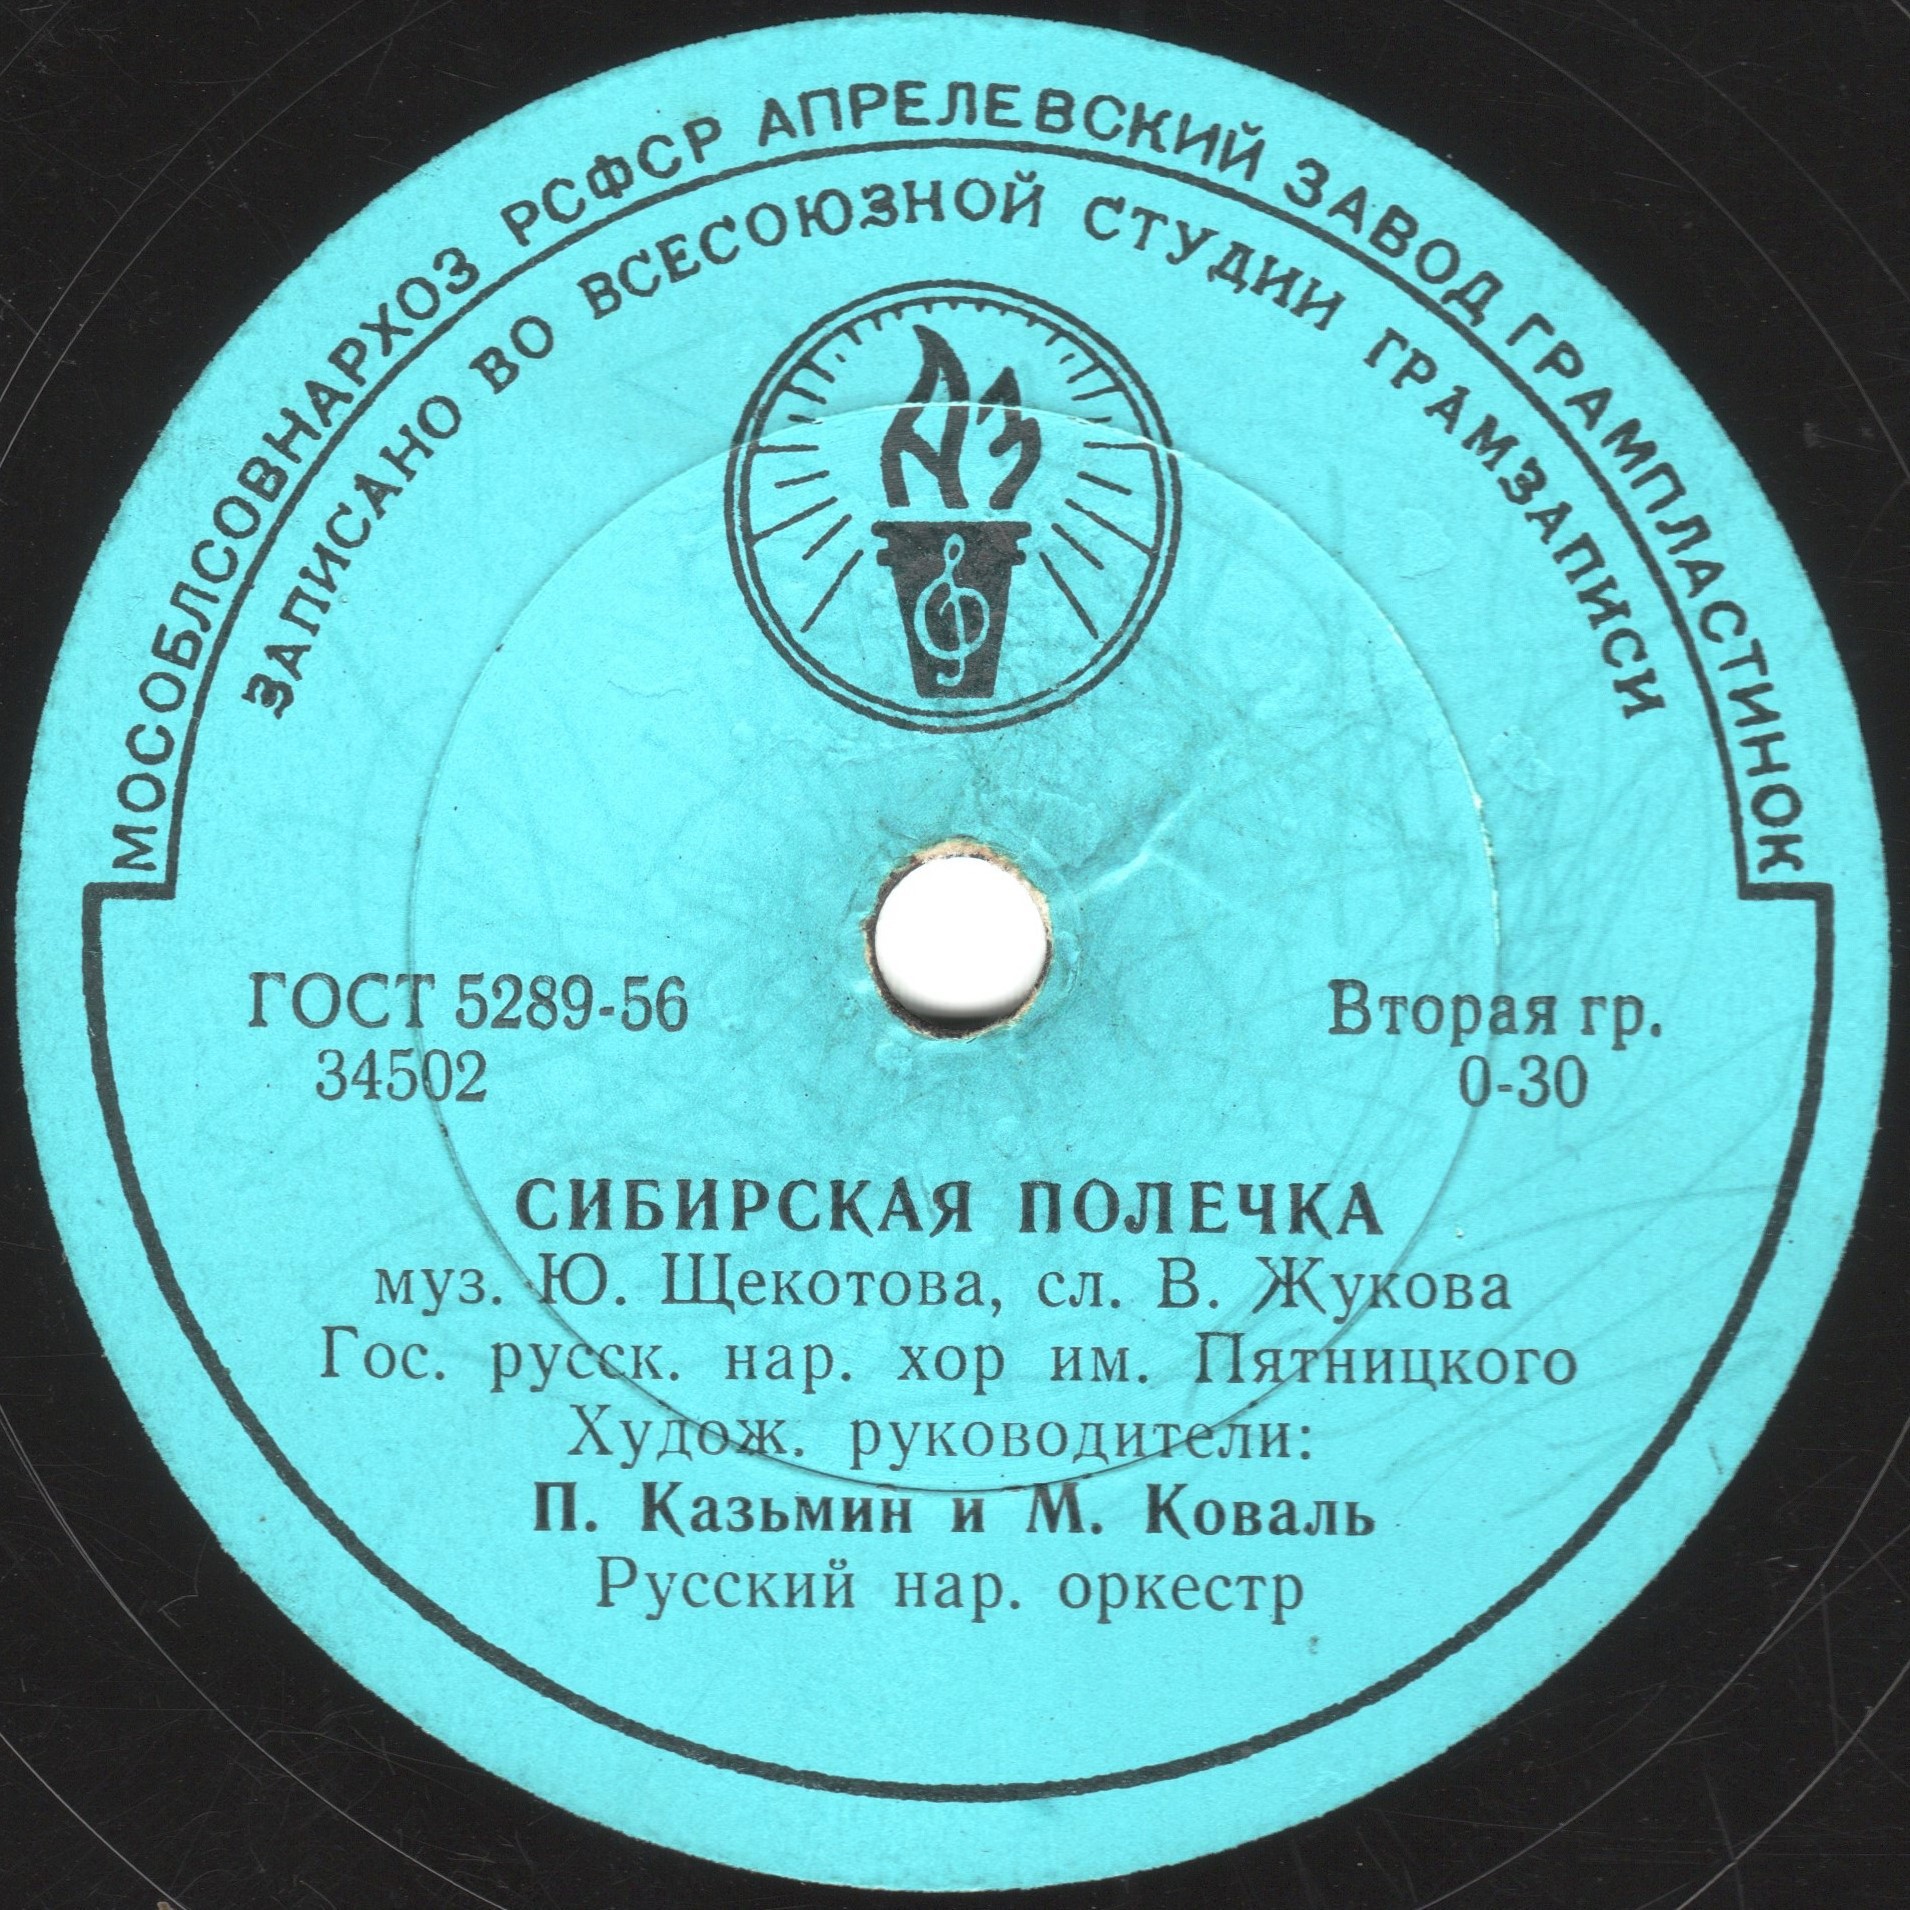 МОСОБЛСОВНАРХОЗ РСФСР АПРЕЛЕВСКИЙ ЗАВОД ГРАМПЛАСТИНОК
ЗАПИСАНО ВО ВСЕСОЮЗНОЙ СТУДИИ ГРАМЗАПИСИ
АЗ
ГОСТ 5289-56
34502
Вторая гр.
0-30
СИБИРСКАЯ ПОЛЕЧКА
муз. Ю. Щекотова, сл. В. Жукова
Гос. русск. нар. хор им. Пятницкого
Худож. руководители:
П. Казьмин и М. Коваль
Русский нар. оркестр